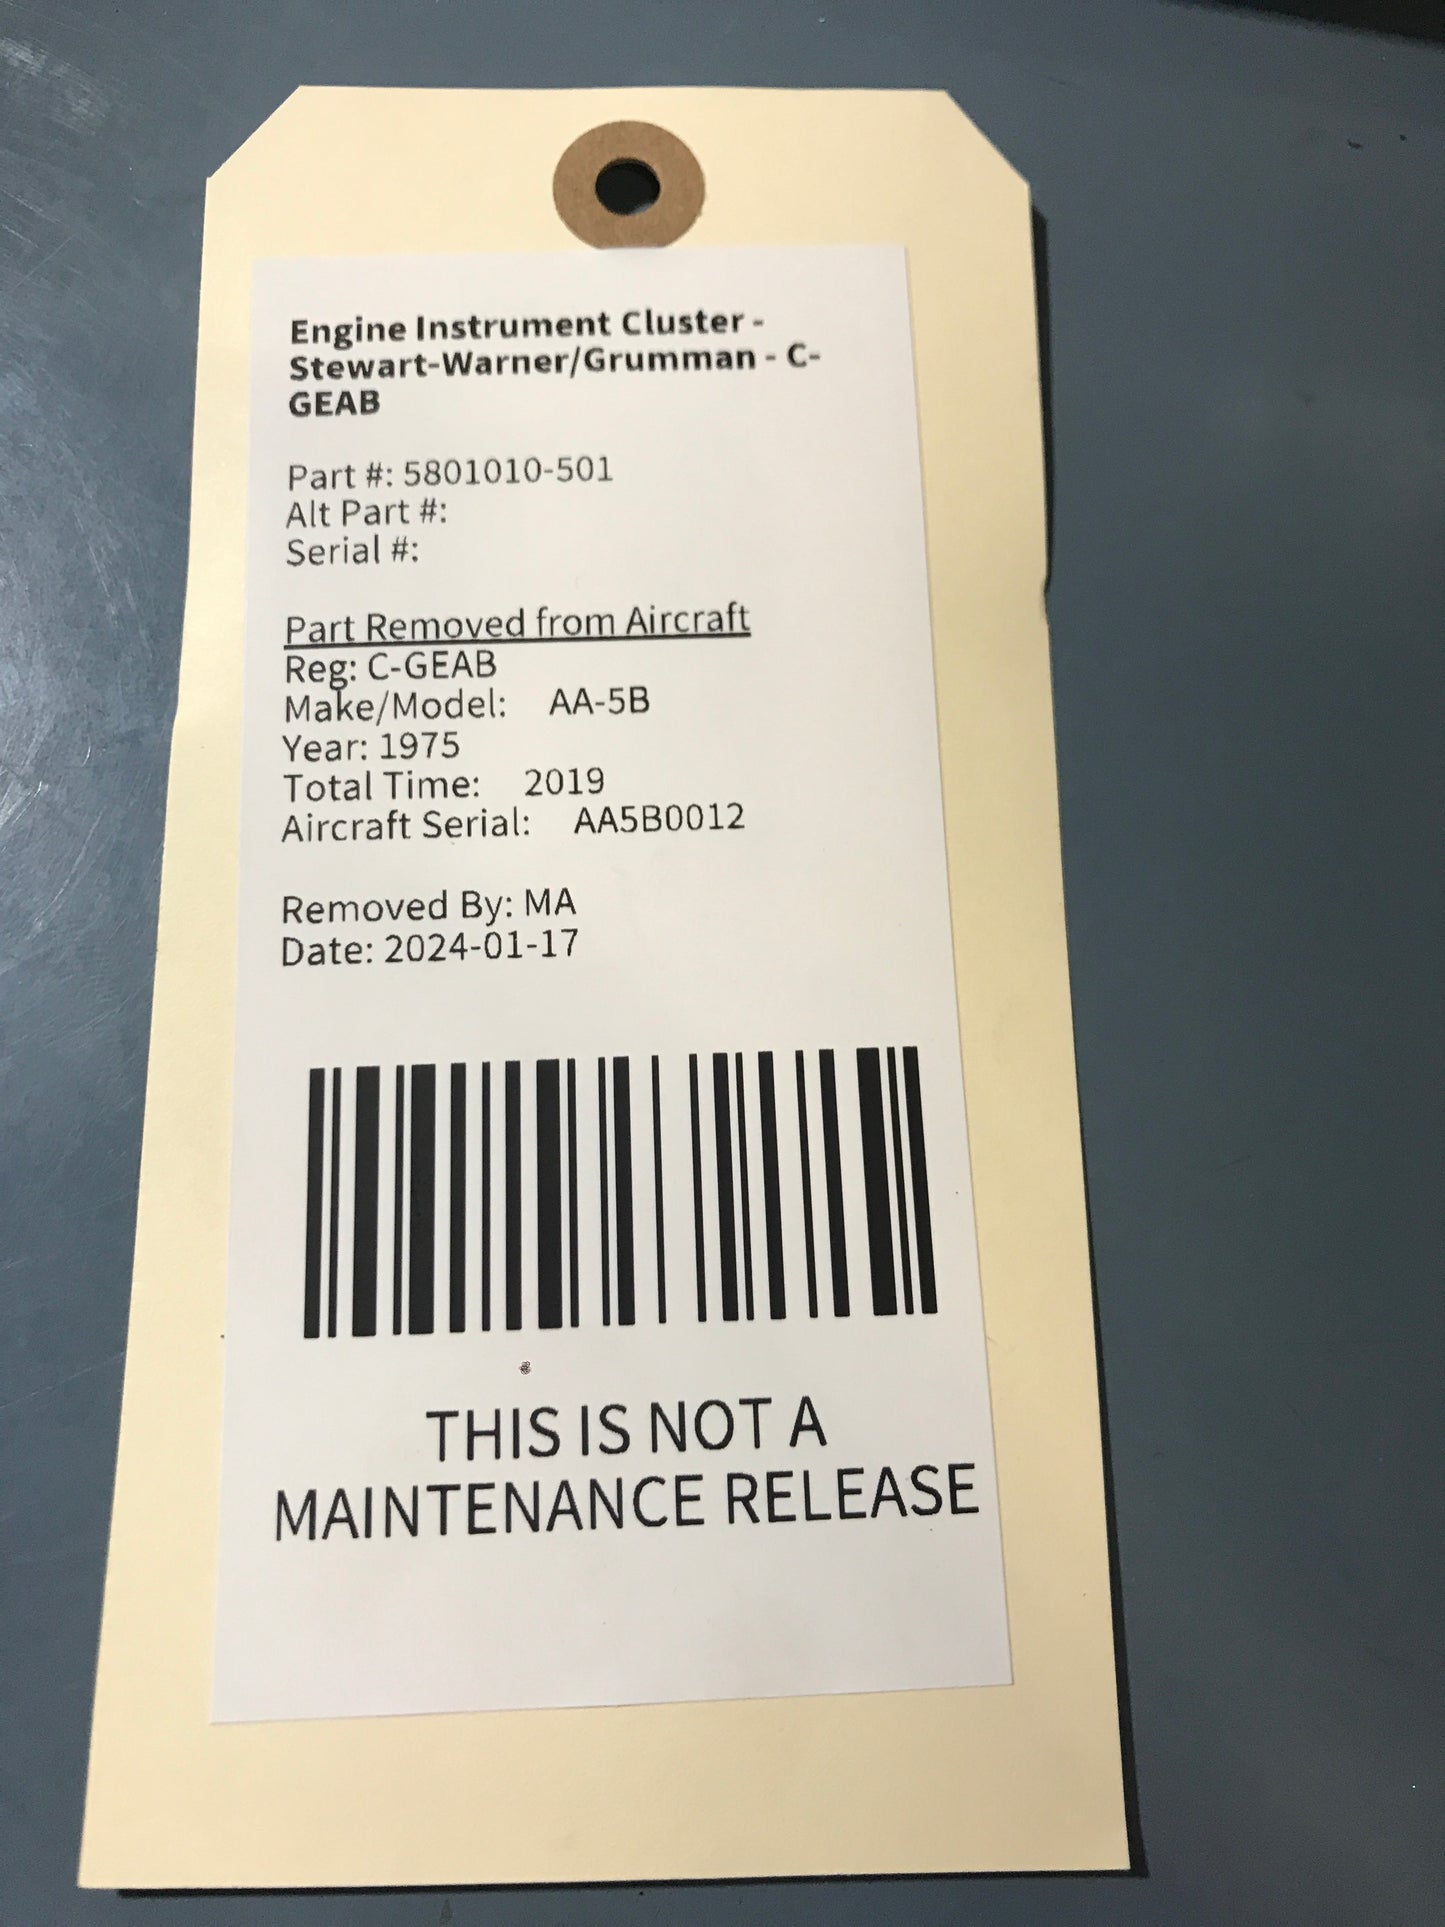 Engine Instrument Cluster -
Stewart-Warner/Grumman - C-
GEAB
Part #: 5801010-501
Alt Part #:
Serial #:
Part Removed from Aircraft
Reg: C-GEAB
Make/Model: AA-5B
Year: 1975
Total Time: 2019
Aircraft Serial: AA5B0012
Removed By: MA
Date: 2024-01-17
THIS IS NOT A
MAINTENANCE RELEASE